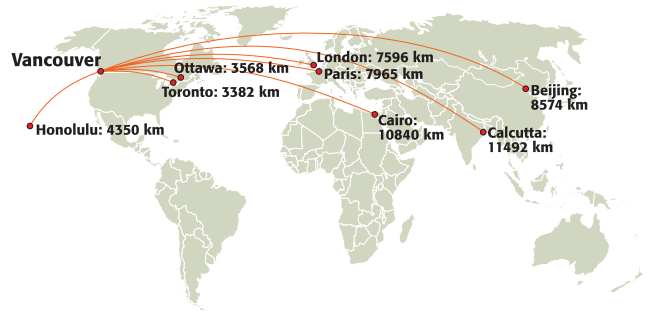 Vancouver
Ottawa: 3568 km
Toronto: 3382 km
Honolulu: 4350 km
London: 7596 km
Paris: 7965 km
Cairo:
10840 km
Beijing:
8574 km
Calcutta:
11492 km